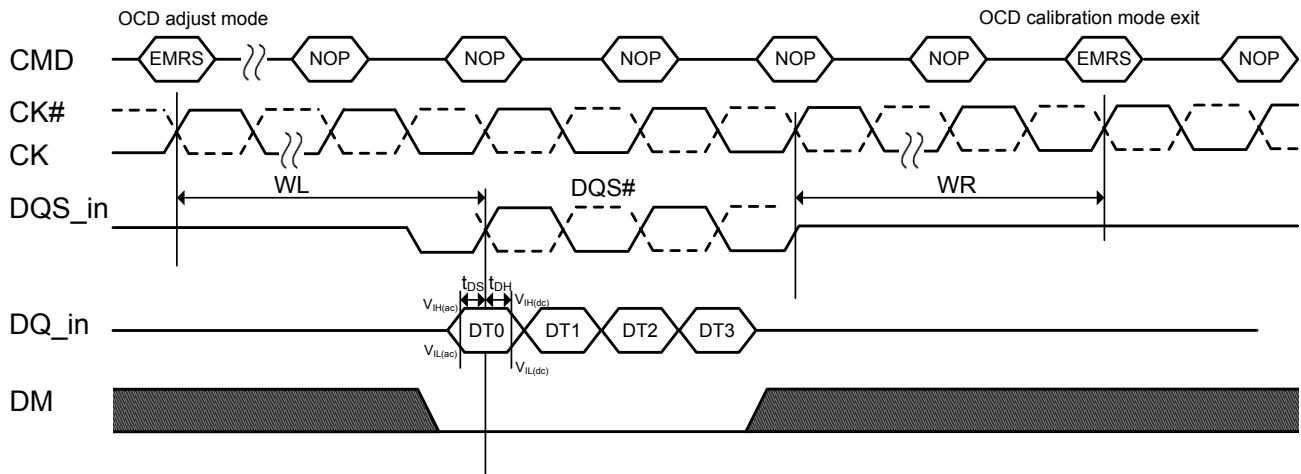 OCD adjust mode
OCD calibration mode exit
CMD
EMRS NOP NOP NOP NOP NOP EMRS NOP
CK#
CK
WL
DQS#
WR
DQS_in
tDS tDH
VIH(ac) VIH(dc)
DQ_in
DT0 DT1 DT2 DT3
VIL(ac)
VIL(dc)
DM